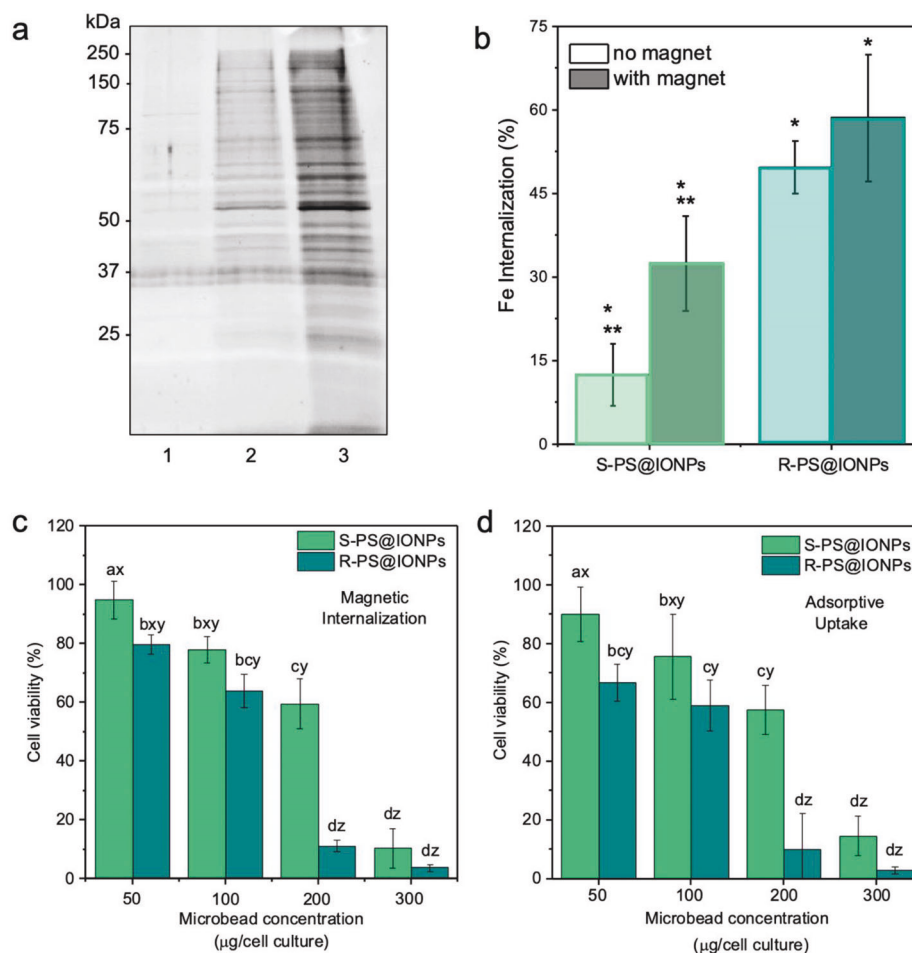 a
kDa
250
150
75
50
37
25
1 2 3
b
75
60
45
30
15
0
Fe Internalization (%)
no magnet
with magnet
*
**
*
**
*
*
S-PS@IONPs R-PS@IONPs
c
120
100
80
60
40
20
0
Cell viability (%)
S-PS@IONPs
R-PS@IONPs
Magnetic
Internalization
ax
bxy
bxy
bcy
cy
dz
dz
dz
50 100 200 300
Microbead concentration
(μg/cell culture)
d
120
100
80
60
40
20
0
Cell viability (%)
S-PS@IONPs
R-PS@IONPs
Adsorptive
Uptake
ax
bcy
bxy
cy
cy
dz
dz
dz
50 100 200 300
Microbead concentration
(μg/cell culture)